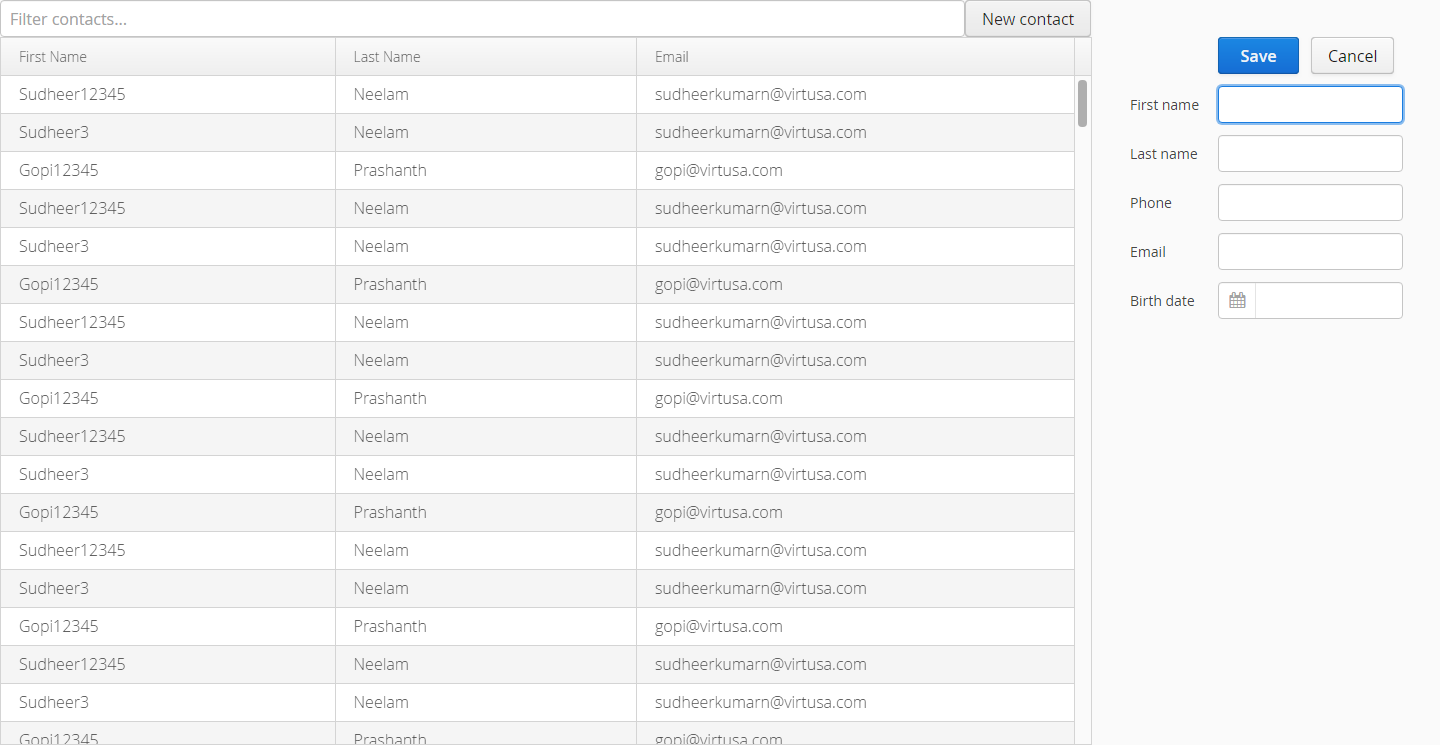 Filter contacts... New contact
First Name Last Name Email
Sudheer12345 Neelam sudheerkumarn@virtusa.com
Sudheer3 Neelam sudheerkumarn@virtusa.com
Gopi12345 Prashanth gopi@virtusa.com
Sudheer12345 Neelam sudheerkumarn@virtusa.com
Sudheer3 Neelam sudheerkumarn@virtusa.com
Gopi12345 Prashanth gopi@virtusa.com
Sudheer12345 Neelam sudheerkumarn@virtusa.com
Sudheer3 Neelam sudheerkumarn@virtusa.com
Gopi12345 Prashanth gopi@virtusa.com
Sudheer12345 Neelam sudheerkumarn@virtusa.com
Sudheer3 Neelam sudheerkumarn@virtusa.com
Gopi12345 Prashanth gopi@virtusa.com
Sudheer12345 Neelam sudheerkumarn@virtusa.com
Sudheer3 Neelam sudheerkumarn@virtusa.com
Gopi12345 Prashanth gopi@virtusa.com
Sudheer12345 Neelam sudheerkumarn@virtusa.com
Sudheer3 Neelam sudheerkumarn@virtusa.com
Gopi12345 Prashanth gopi@virtusa.com
Save Cancel
First name
Last name
Phone
Email
Birth date